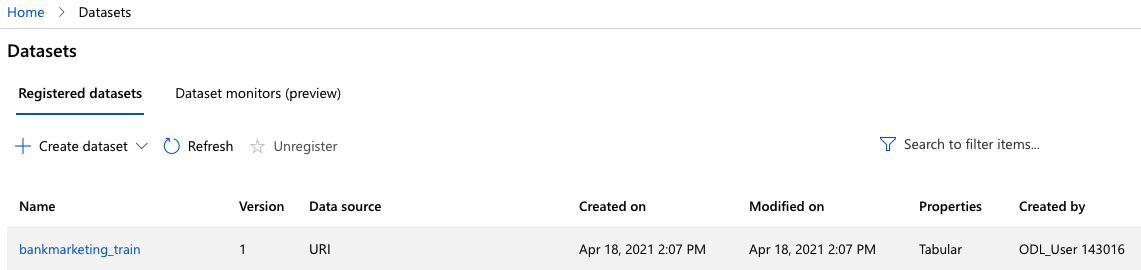 Home > Datasets
Datasets
Registered datasets Dataset monitors (preview)
Create dataset Refresh Unregister Search to filter items...
Name Version Data source Created on Modified on Properties Created by
bankmarketing_train 1 URI Apr 18, 2021 2:07 PM Apr 18, 2021 2:07 PM Tabular ODL_User 143016